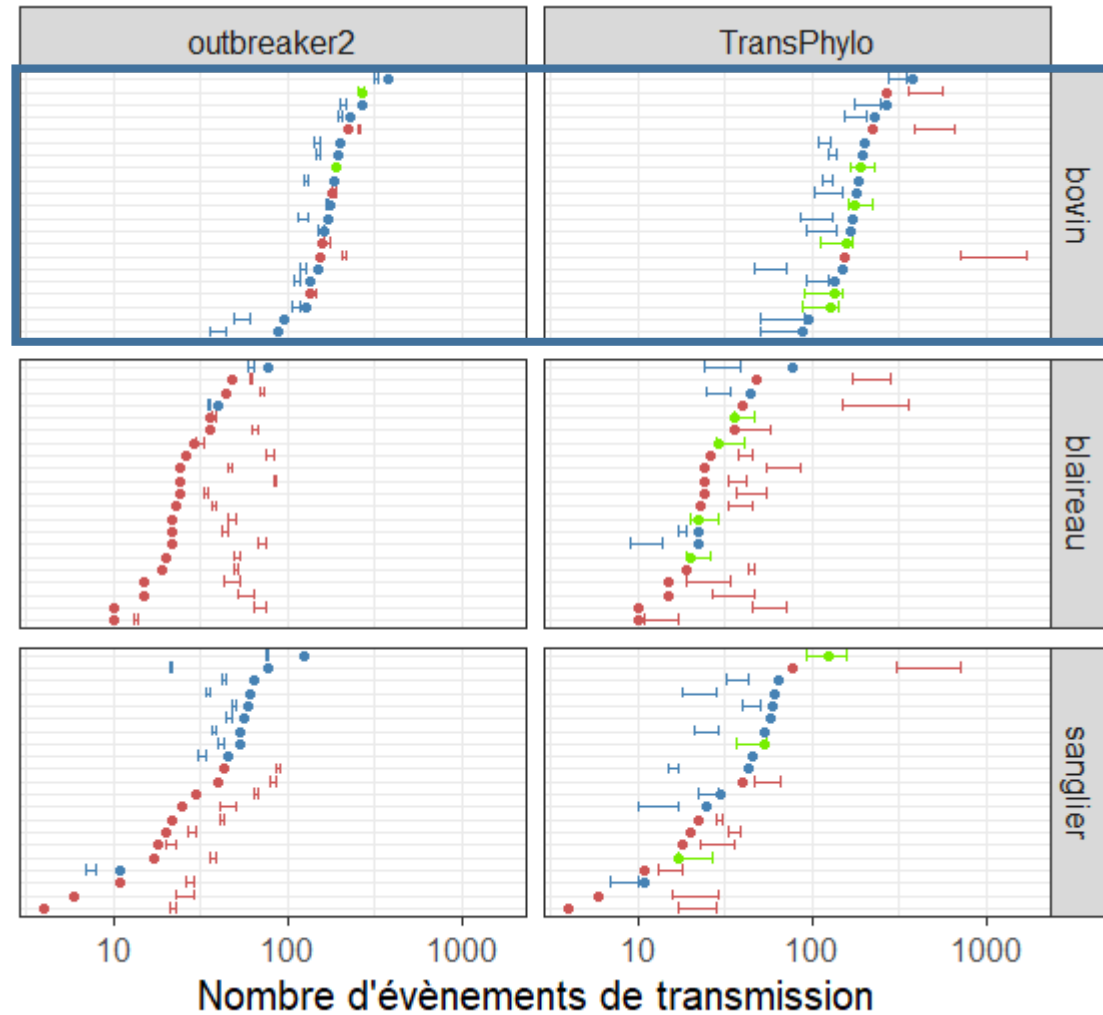 outbreaker2
TransPhylo
bovin
blaireau
sanglier
10 100 1000
10 100 1000
Nombre d'évènements de transmission